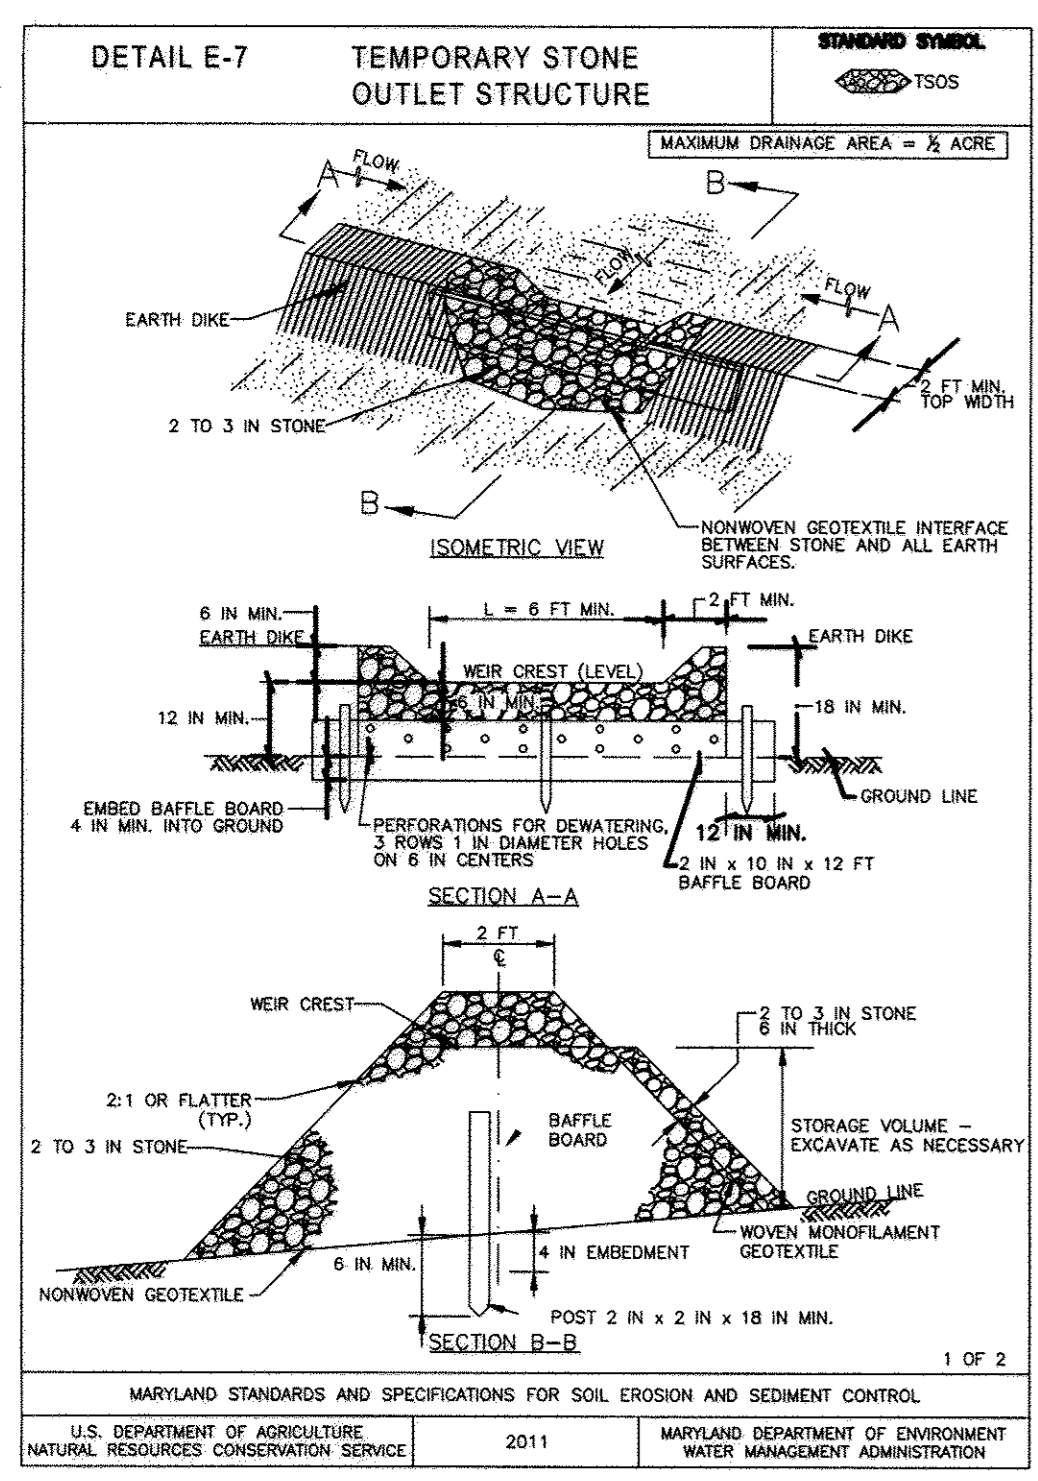 DETAIL E-7
TEMPORARY STONE
OUTLET STRUCTURE
STANDARD SYMBOL
TSOS
MAXIMUM DRAINAGE AREA = ½ ACRE
A
FLOW
B
FLOW
FLOW
A
EARTH DIKE
2 FT MIN.
TOP WIDTH
2 TO 3 IN STONE
B
NONWOVEN GEOTEXTILE INTERFACE
BETWEEN STONE AND ALL EARTH
SURFACES.
ISOMETRIC VIEW
6 IN MIN.
L = 6 FT MIN.
2 FT MIN.
EARTH DIKE
EARTH DIKE
WEIR CREST (LEVEL)
6 IN MIN.
12 IN MIN.
18 IN MIN.
GROUND LINE
EMBED BAFFLE BOARD
4 IN MIN. INTO GROUND
PERFORATIONS FOR DEWATERING,
3 ROWS 1 IN DIAMETER HOLES
ON 6 IN CENTERS
12 IN MIN.
2 IN x 10 IN x 12 FT
BAFFLE BOARD
SECTION A-A
2 FT
℄
WEIR CREST
2 TO 3 IN STONE
6 IN THICK
2:1 OR FLATTER
(TYP.)
2 TO 3 IN STONE
BAFFLE
BOARD
STORAGE VOLUME -
EXCAVATE AS NECESSARY
GROUND LINE
WOVEN MONOFILAMENT
GEOTEXTILE
6 IN MIN.
4 IN EMBEDMENT
NONWOVEN GEOTEXTILE
POST 2 IN x 2 IN x 18 IN MIN.
SECTION B-B
1 OF 2
MARYLAND STANDARDS AND SPECIFICATIONS FOR SOIL EROSION AND SEDIMENT CONTROL
U.S. DEPARTMENT OF AGRICULTURE
NATURAL RESOURCES CONSERVATION SERVICE
2011
MARYLAND DEPARTMENT OF ENVIRONMENT
WATER MANAGEMENT ADMINISTRATION